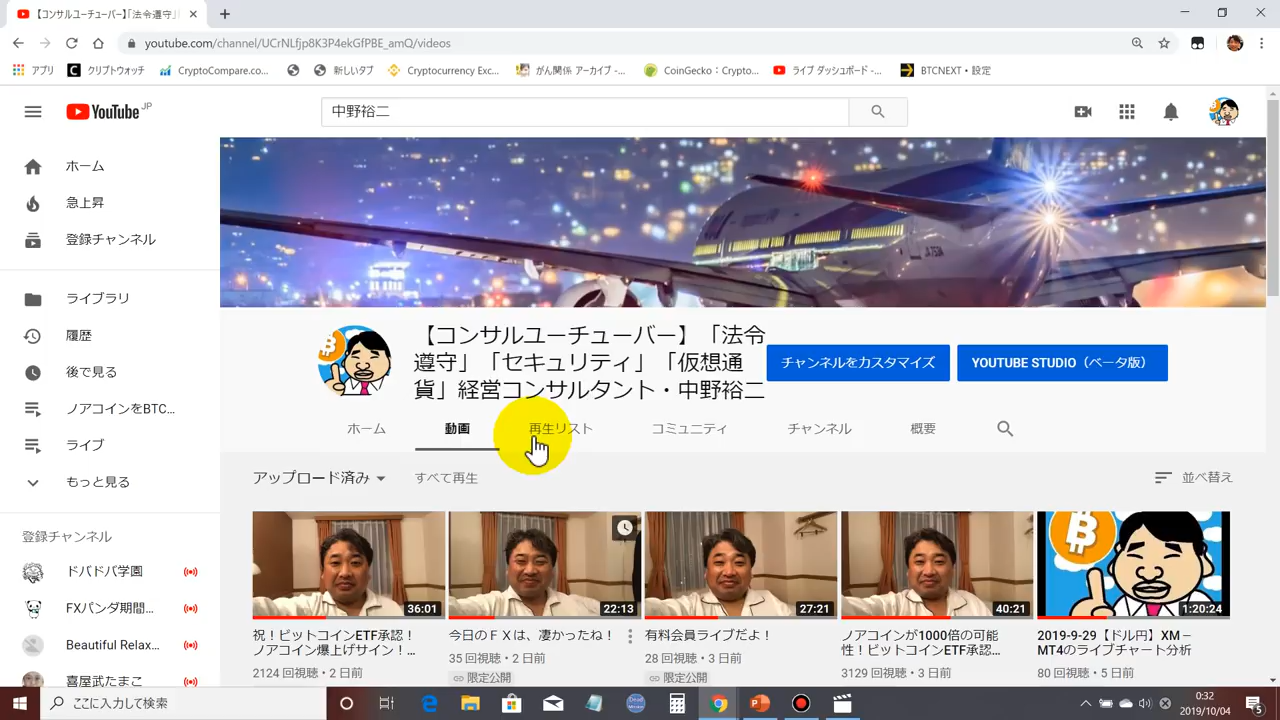 【コンサルユーチューバー】「法令遵守」
youtube.com/channel/UCrNLfjp8K3P4ekGfPBE_amQ/videos
アプリ
クリプトウォッチ
CryptoCompare.co...
新しいタブ
Cryptocurrency Exc...
がん関係 アーカイブ -...
CoinGecko：Crypto...
ライブ ダッシュボード -...
BTCNEXT・設定
YouTube JP
中野裕二
ホーム
急上昇
登録チャンネル
ライブラリ
履歴
後で見る
ノアコインをBTC...
ライブ
もっと見る
登録チャンネル
ドバドバ学園
FXパンダ期間...
Beautiful Relax...
喜屋武たまこ
【コンサルユーチューバー】「法令
遵守」「セキュリティ」「仮想通
貨」経営コンサルタント・中野裕二
チャンネルをカスタマイズ
YOUTUBE STUDIO（ベータ版）
ホーム
動画
再生リスト
コミュニティ
チャンネル
概要
アップロード済み
すべて再生
並べ替え
36:01
22:13
27:21
40:21
1:20:24
祝！ビットコインETF承認！
ノアコイン爆上げサイン！...
2124 回視聴・2 日前
今日のＦＸは、凄かったね！
35 回視聴・2 日前
限定公開
有料会員ライブだよ！
28 回視聴・3 日前
限定公開
ノアコインが1000倍の可能
性！ビットコインETF承認...
3129 回視聴・3 日前
2019-9-29【ドル円】XM－
MT4のライブチャート分析
80 回視聴・5 日前
ここに入力して検索
0:32
2019/10/04
5